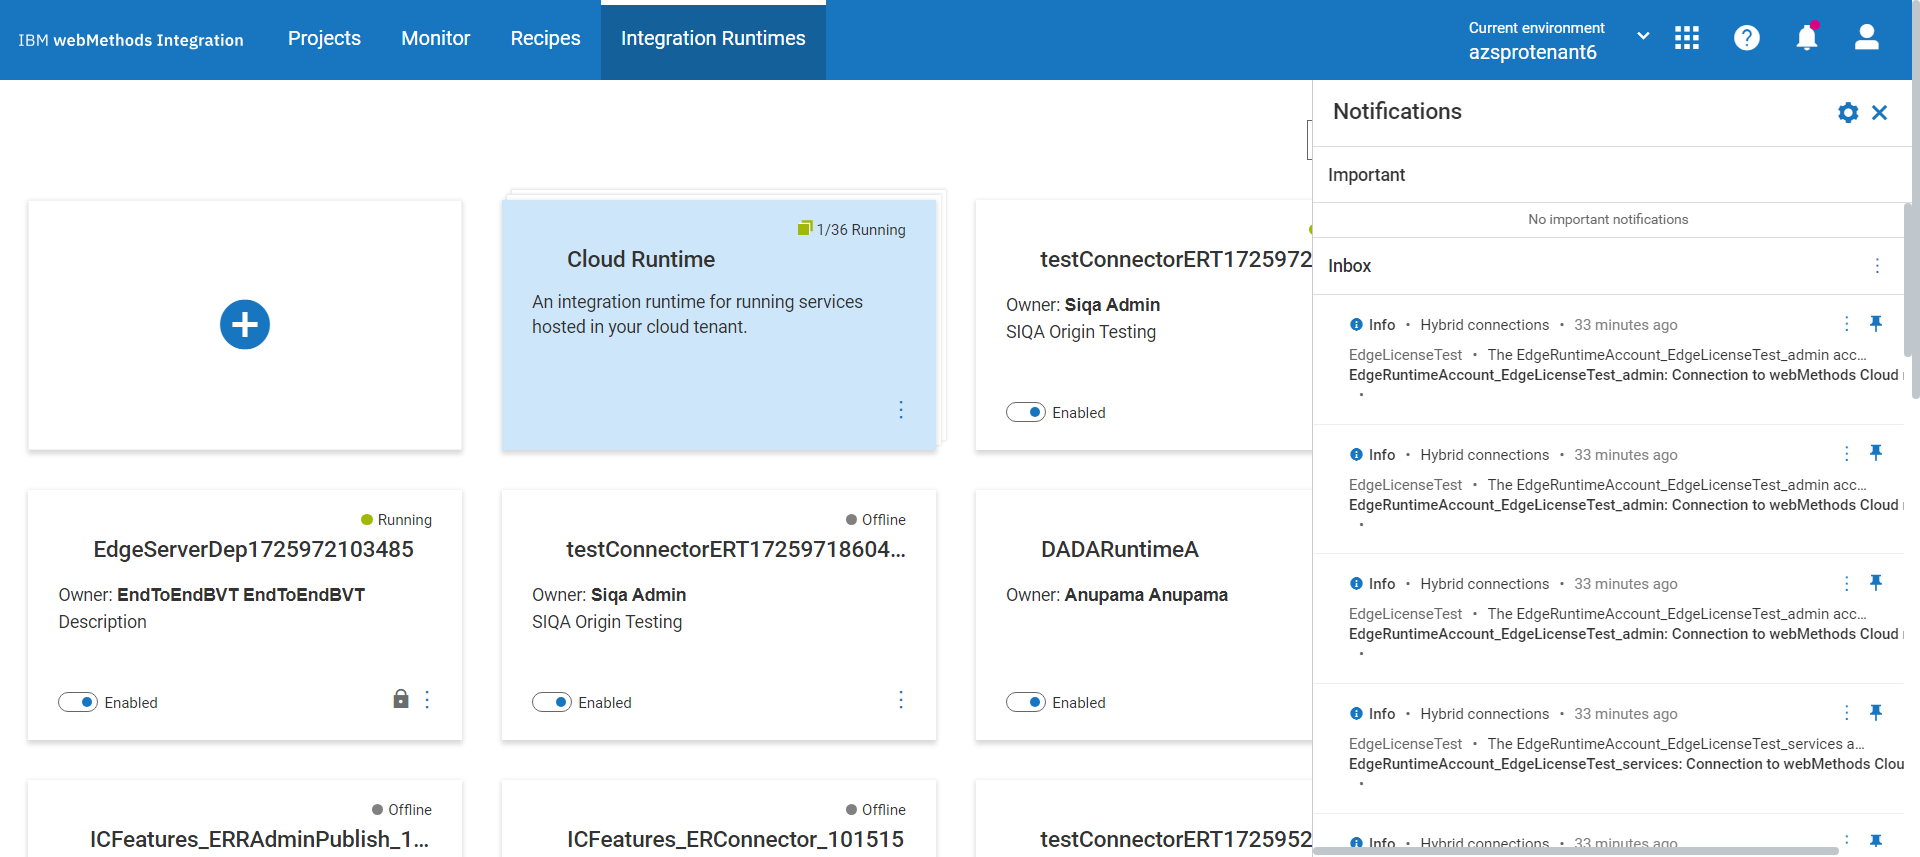 IBM webMethods Integration
Projects
Monitor
Recipes
Integration Runtimes
Current environment
azsprotenant6
1/36 Running
Cloud Runtime
An integration runtime for running services
hosted in your cloud tenant.
testConnectorERT1725972
Owner: Siqa Admin
SIQA Origin Testing
Enabled
Running
EdgeServerDep1725972103485
Owner: EndToEndBVT EndToEndBVT
Description
Enabled
Offline
testConnectorERT17259718604...
Owner: Siqa Admin
SIQA Origin Testing
Enabled
DADARuntimeA
Owner: Anupama Anupama
Enabled
Offline
ICFeatures_ERRAdminPublish_1...
Offline
ICFeatures_ERConnector_101515
testConnectorERT1725952
Notifications
Important
No important notifications
Inbox
Info • Hybrid connections • 33 minutes ago
EdgeLicenseTest • The EdgeRuntimeAccount_EdgeLicenseTest_admin acc...
EdgeRuntimeAccount_EdgeLicenseTest_admin: Connection to webMethods Cloud
•
Info • Hybrid connections • 33 minutes ago
EdgeLicenseTest • The EdgeRuntimeAccount_EdgeLicenseTest_admin acc...
EdgeRuntimeAccount_EdgeLicenseTest_admin: Connection to webMethods Cloud
•
Info • Hybrid connections • 33 minutes ago
EdgeLicenseTest • The EdgeRuntimeAccount_EdgeLicenseTest_admin acc...
EdgeRuntimeAccount_EdgeLicenseTest_admin: Connection to webMethods Cloud
•
Info • Hybrid connections • 33 minutes ago
EdgeLicenseTest • The EdgeRuntimeAccount_EdgeLicenseTest_services a...
EdgeRuntimeAccount_EdgeLicenseTest_services: Connection to webMethods Clou
•
Info • Hybrid connections • 33 minutes ago